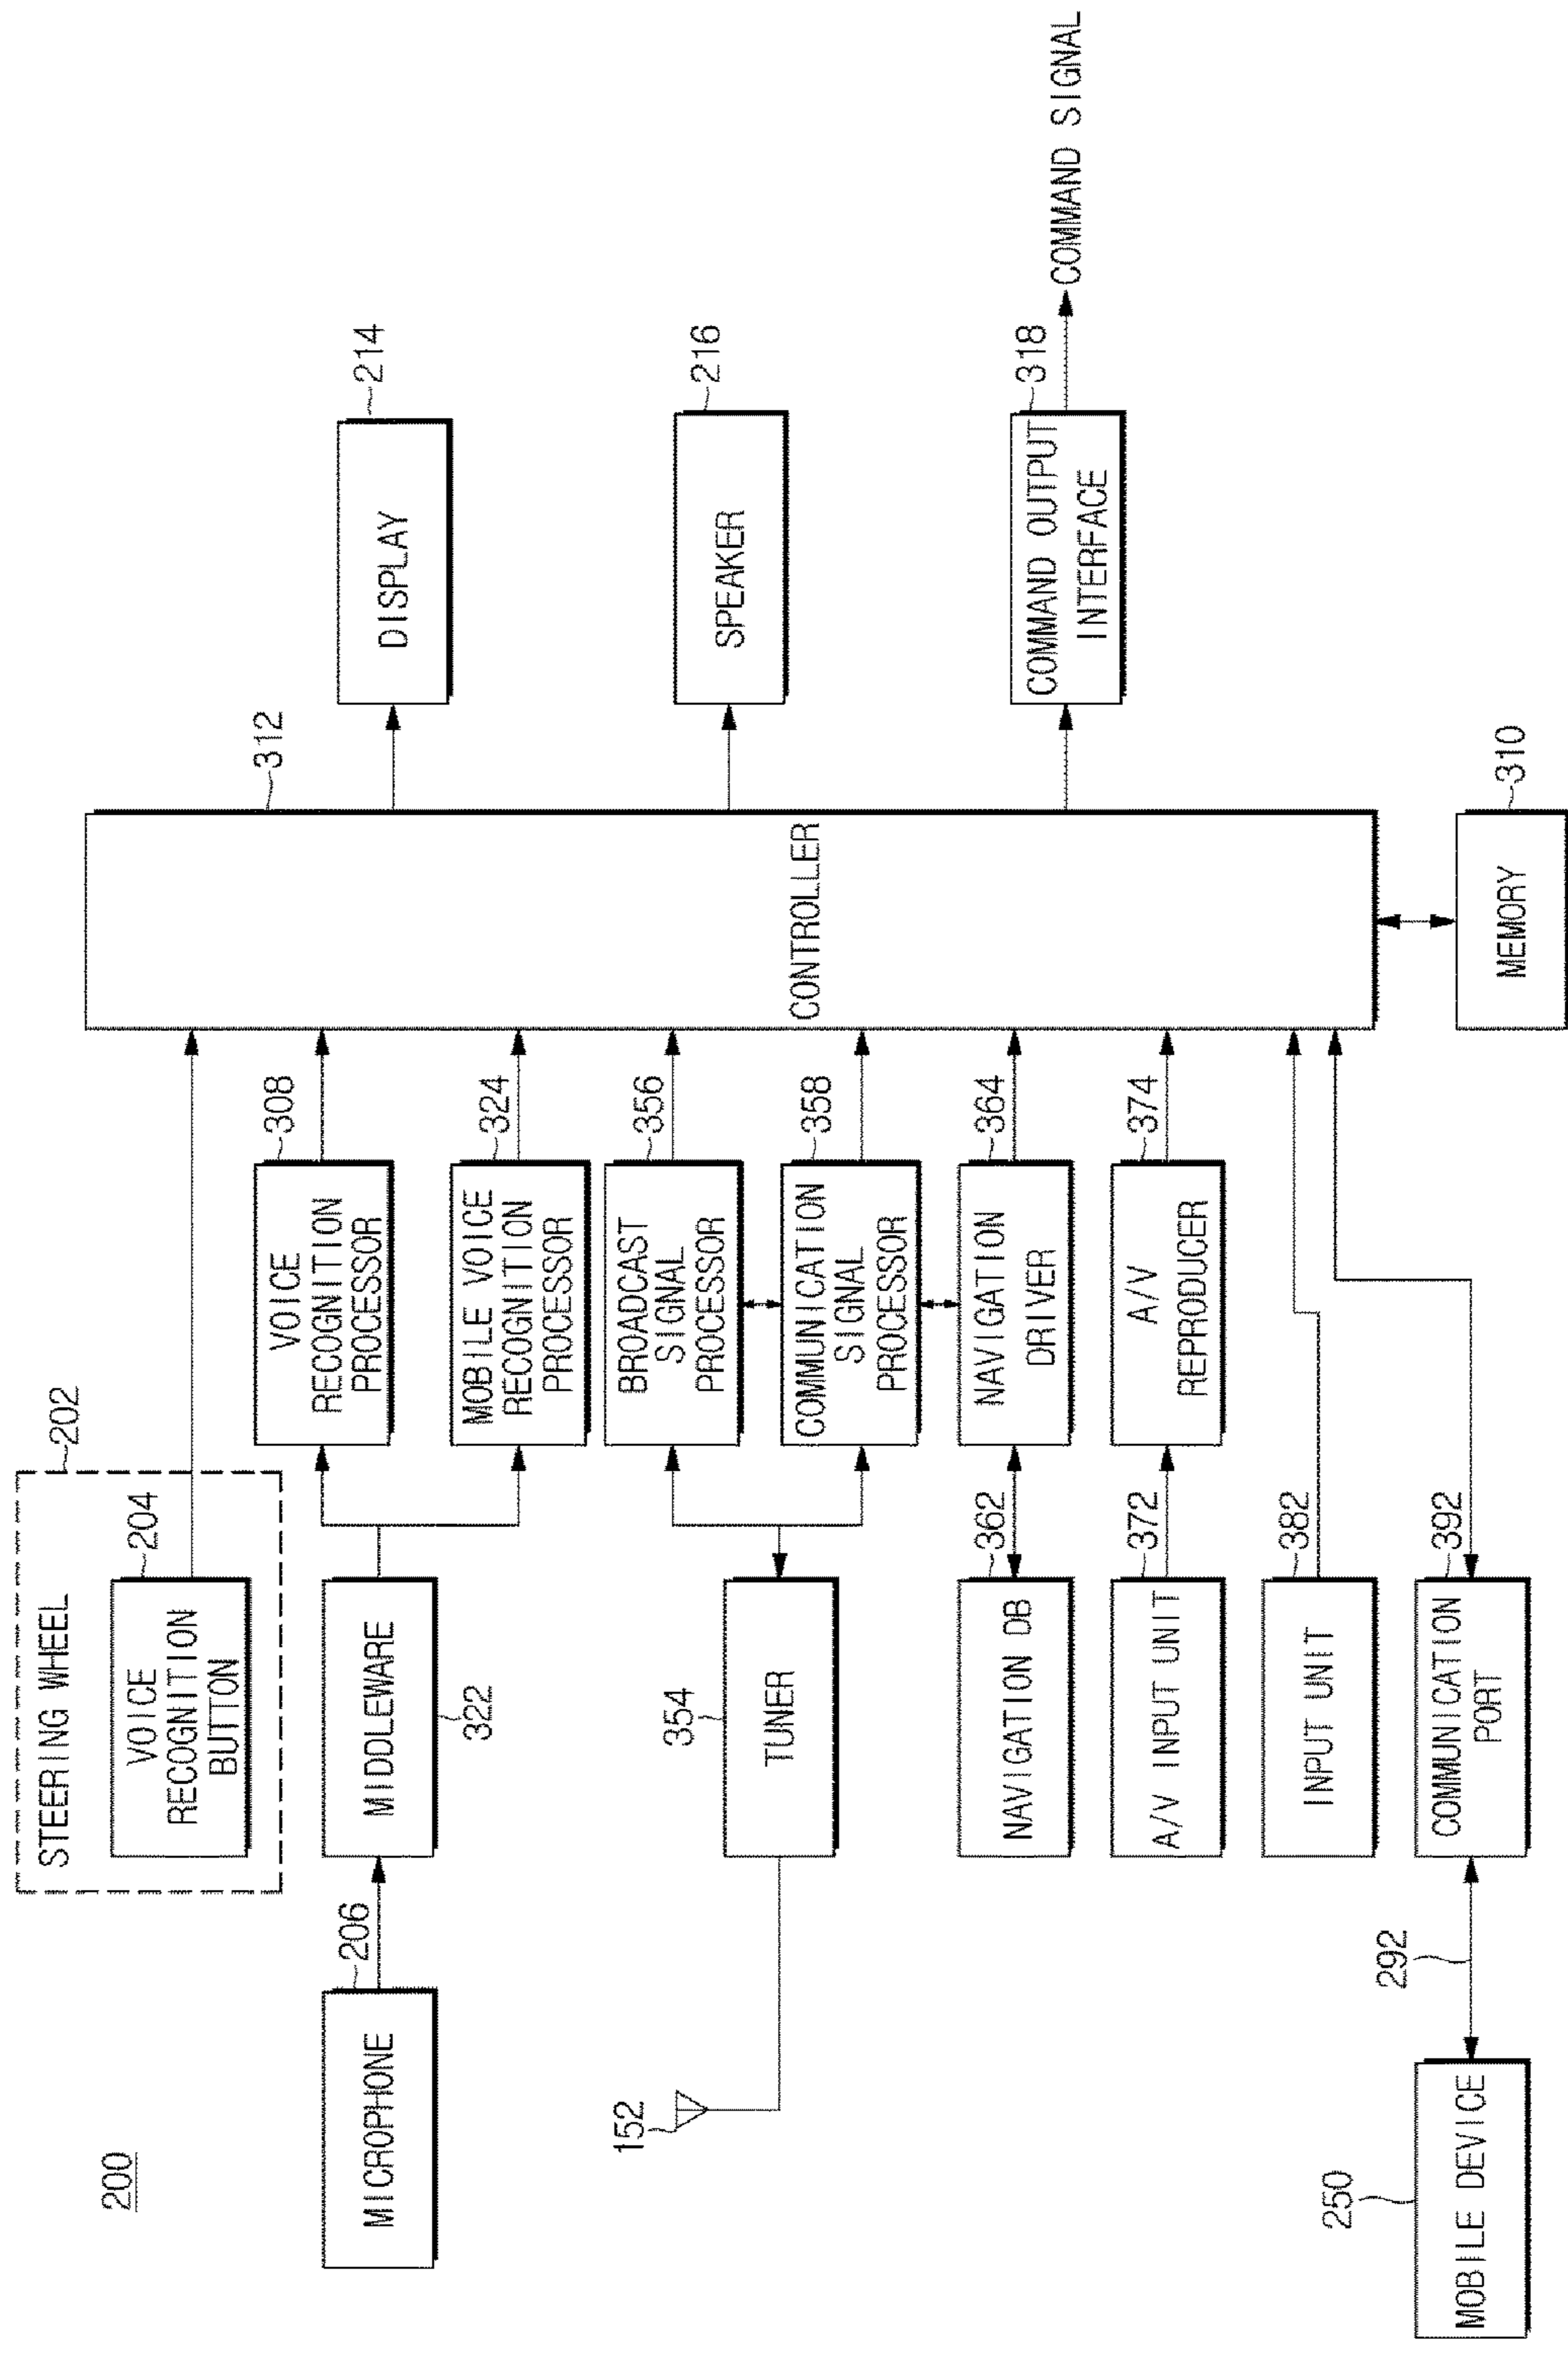 200
STEERING WHEEL
202
VOICE
RECOGNITION
BUTTON
204
MICROPHONE
206
MIDDLEWARE
322
VOICE
RECOGNITION
PROCESSOR
308
MOBILE VOICE
RECOGNITION
PROCESSOR
324
152
TUNER
354
BROADCAST
SIGNAL
PROCESSOR
356
COMMUNICATION
SIGNAL
PROCESSOR
358
NAVIGATION DB
362
NAVIGATION
DRIVER
364
A/V INPUT UNIT
372
A/V
REPRODUCER
374
INPUT UNIT
382
MOBILE DEVICE
250
292
COMMUNICATION
PORT
392
CONTROLLER
312
MEMORY
310
DISPLAY
214
SPEAKER
216
COMMAND OUTPUT
INTERFACE
318
COMMAND SIGNAL